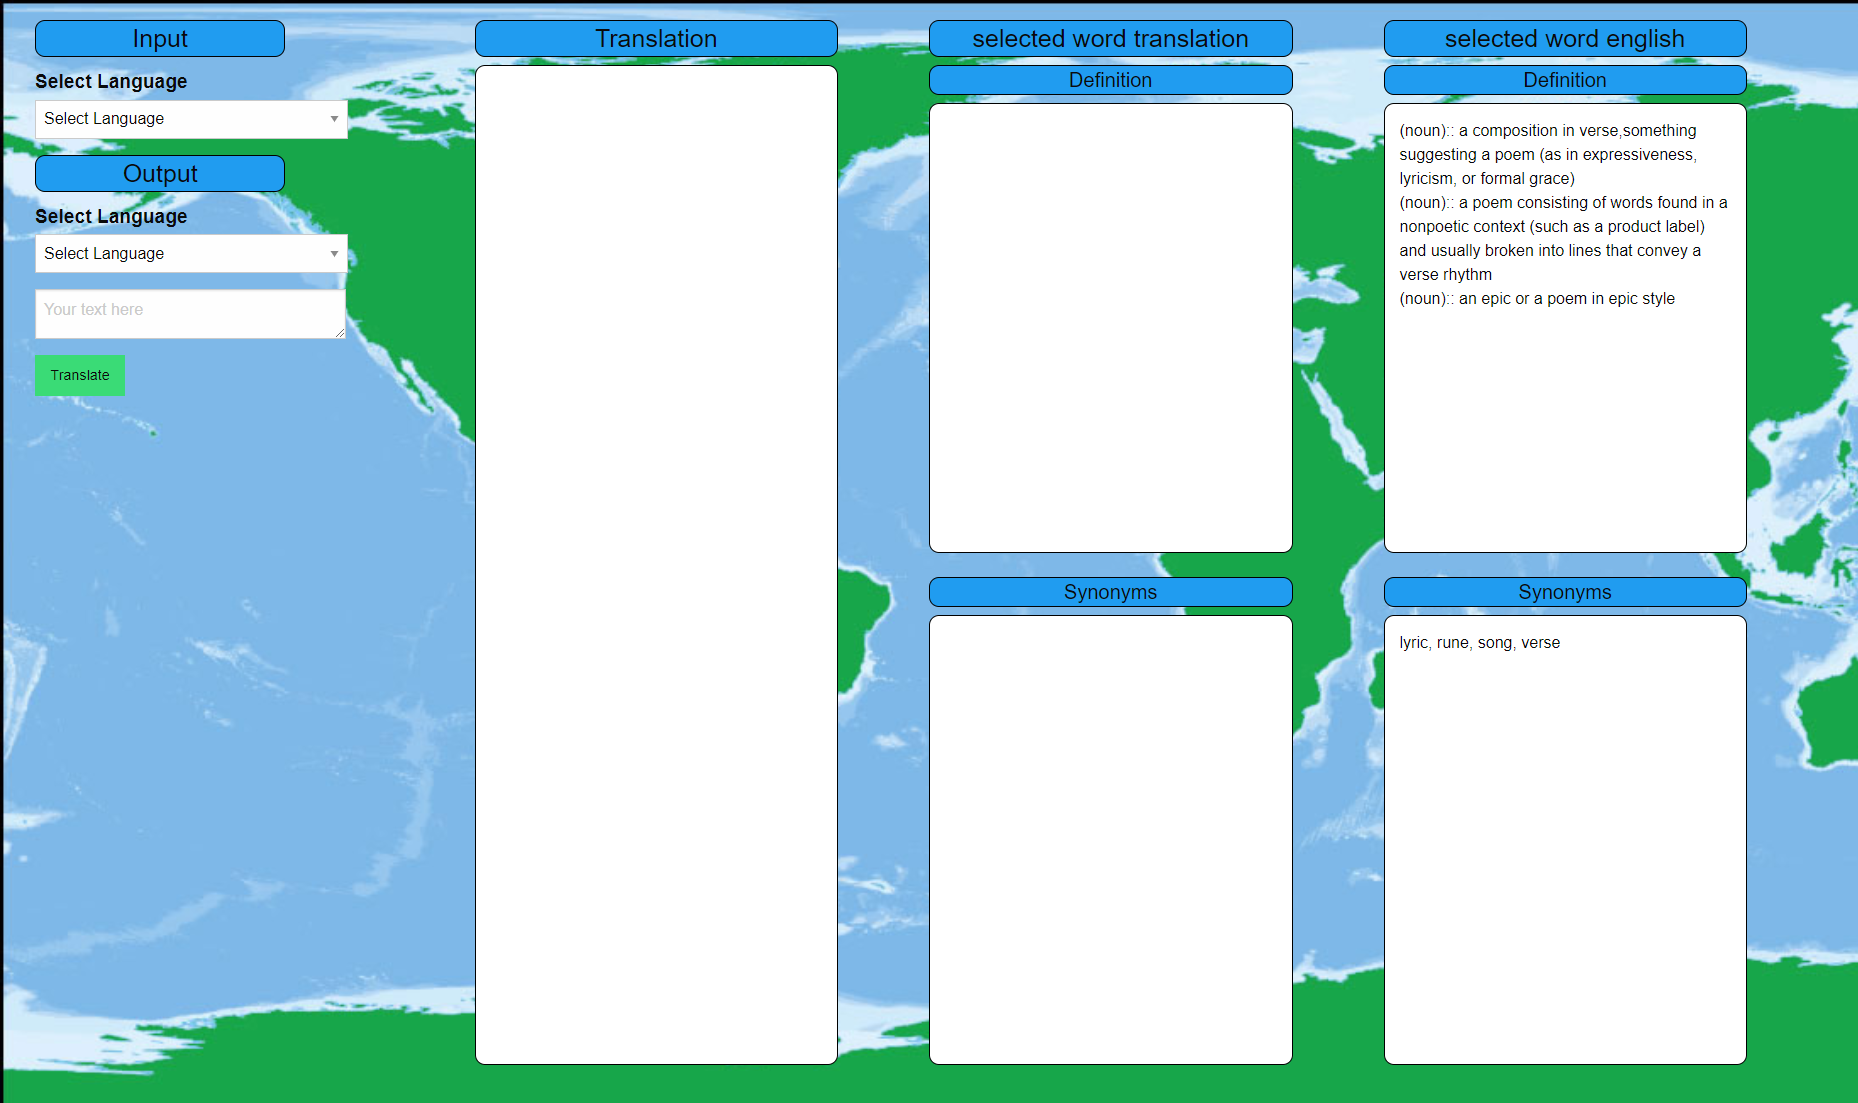 Input
Select Language
Select Language
Output
Select Language
Select Language
Your text here
Translate
Translation
selected word translation
Definition
Synonyms
selected word english
Definition
(noun):: a composition in verse,something
suggesting a poem (as in expressiveness,
lyricism, or formal grace)
(noun):: a poem consisting of words found in a
nonpoetic context (such as a product label)
and usually broken into lines that convey a
verse rhythm
(noun):: an epic or a poem in epic style
Synonyms
lyric, rune, song, verse